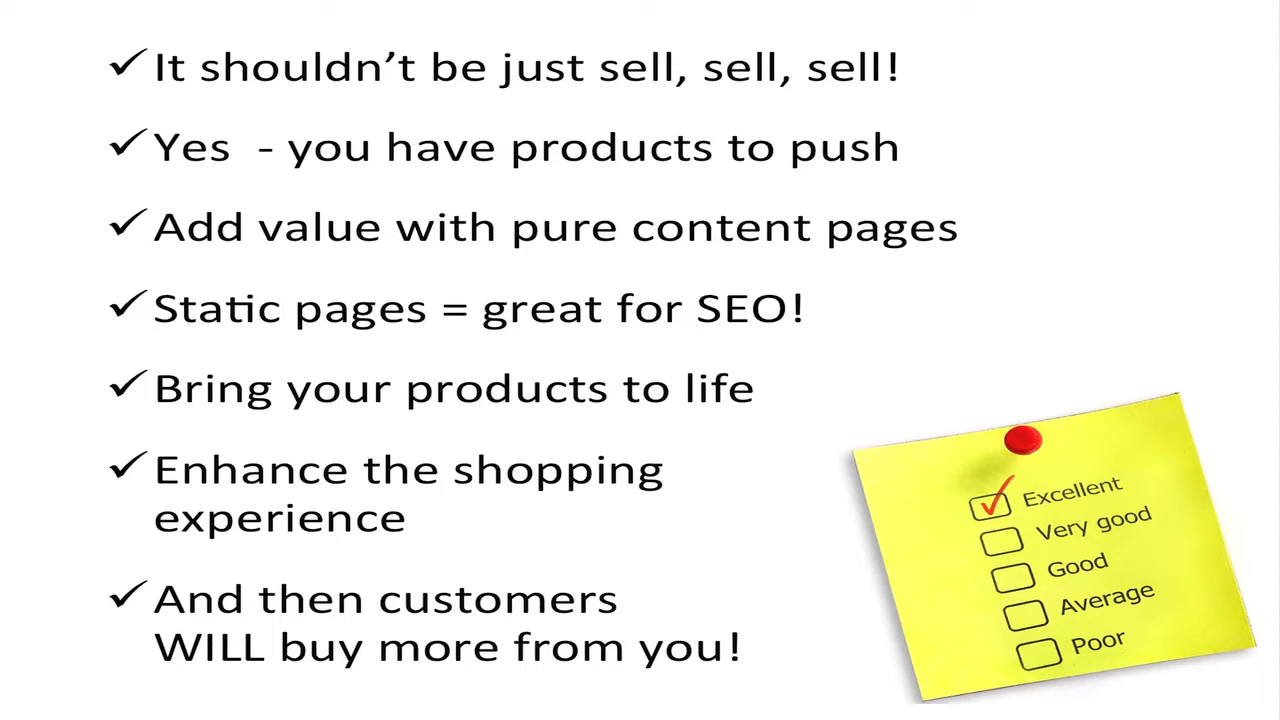 It shouldn’t be just sell, sell, sell!
Yes  - you have products to push
Add value with pure content pages
Static pages = great for SEO!
Bring your products to life
Enhance the shopping
experience
And then customers
WILL buy more from you!
Excellent
Very good
Good
Average
Poor